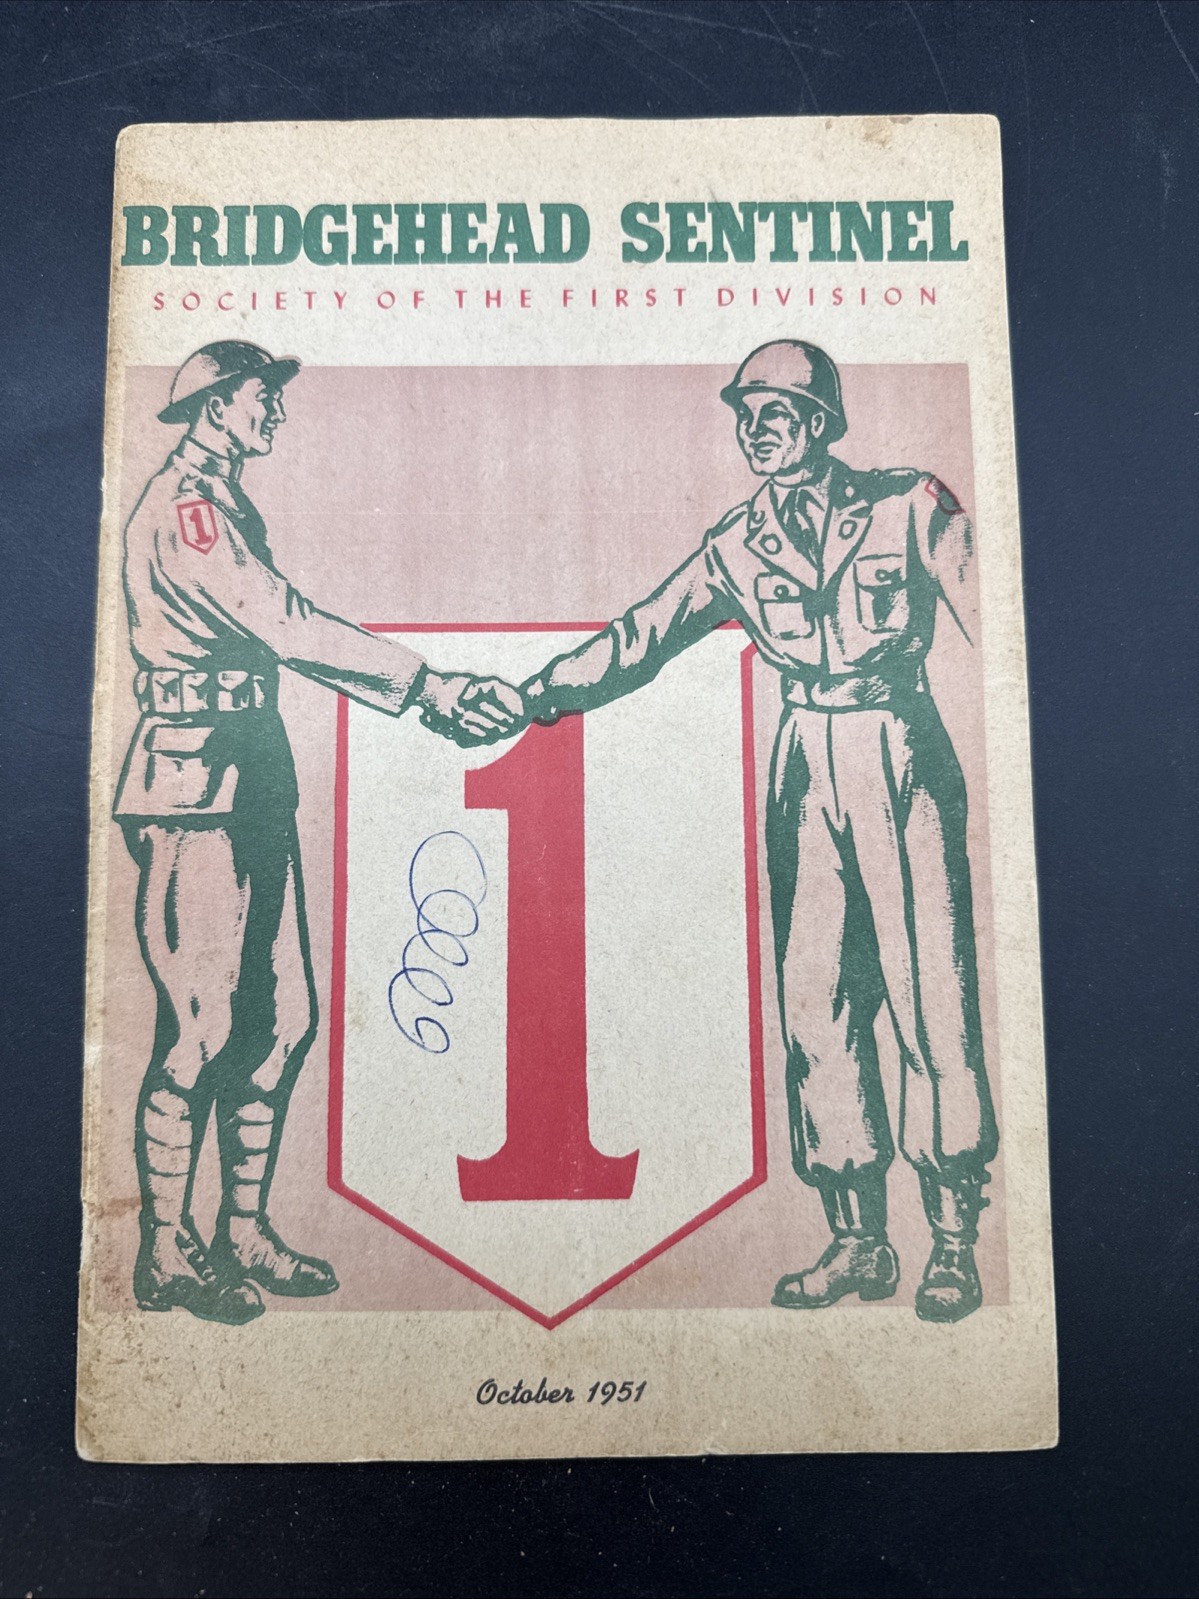 BRIDGEHEAD SENTINEL
SOCIETY OF THE FIRST DIVISION
1
1
October 1951